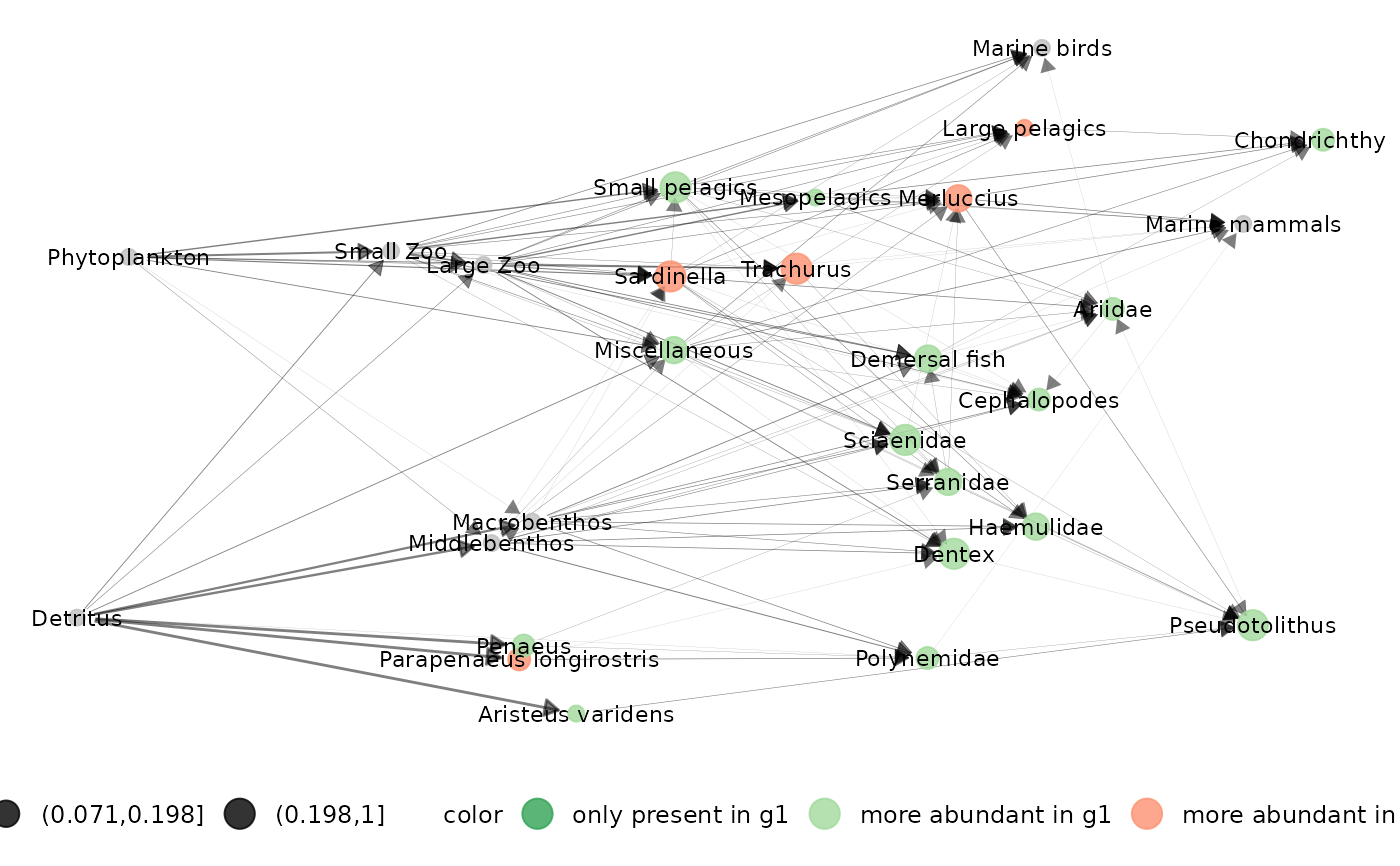 Marine birds
Large pelagics
Chondrichthy
Small pelagics
Mesopelagics
Merluccius
Marine mammals
Phytoplankton
Small Zoo
Large Zoo
Sardinella
Trachurus
Ariidae
Miscellaneous
Demersal fish
Cephalopodes
Sciaenidae
Serranidae
Macrobenthos
Haemulidae
Middlebenthos
Dentex
Detritus
Pseudotolithus
Penaeus
Parapenaeus longirostris
Polynemidae
Aristeus varidens
(0.071,0.198] (0.198,1] color only present in g1 more abundant in g1 more abundant in